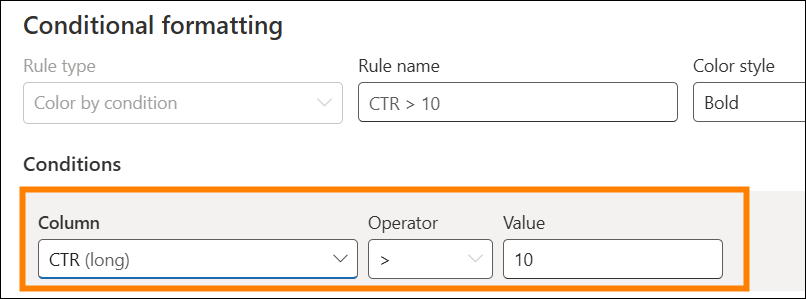 Conditional formatting
Rule type Rule name Color style
Color by condition CTR > 10 Bold
Conditions
Column Operator Value
CTR (long) > 10